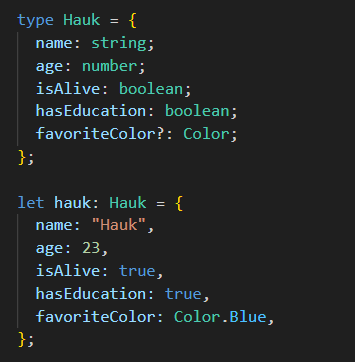 type Hauk = {
  name: string;
  age: number;
  isAlive: boolean;
  hasEducation: boolean;
  favoriteColor?: Color;
};

let hauk: Hauk = {
  name: "Hauk",
  age: 23,
  isAlive: true,
  hasEducation: true,
  favoriteColor: Color.Blue,
};